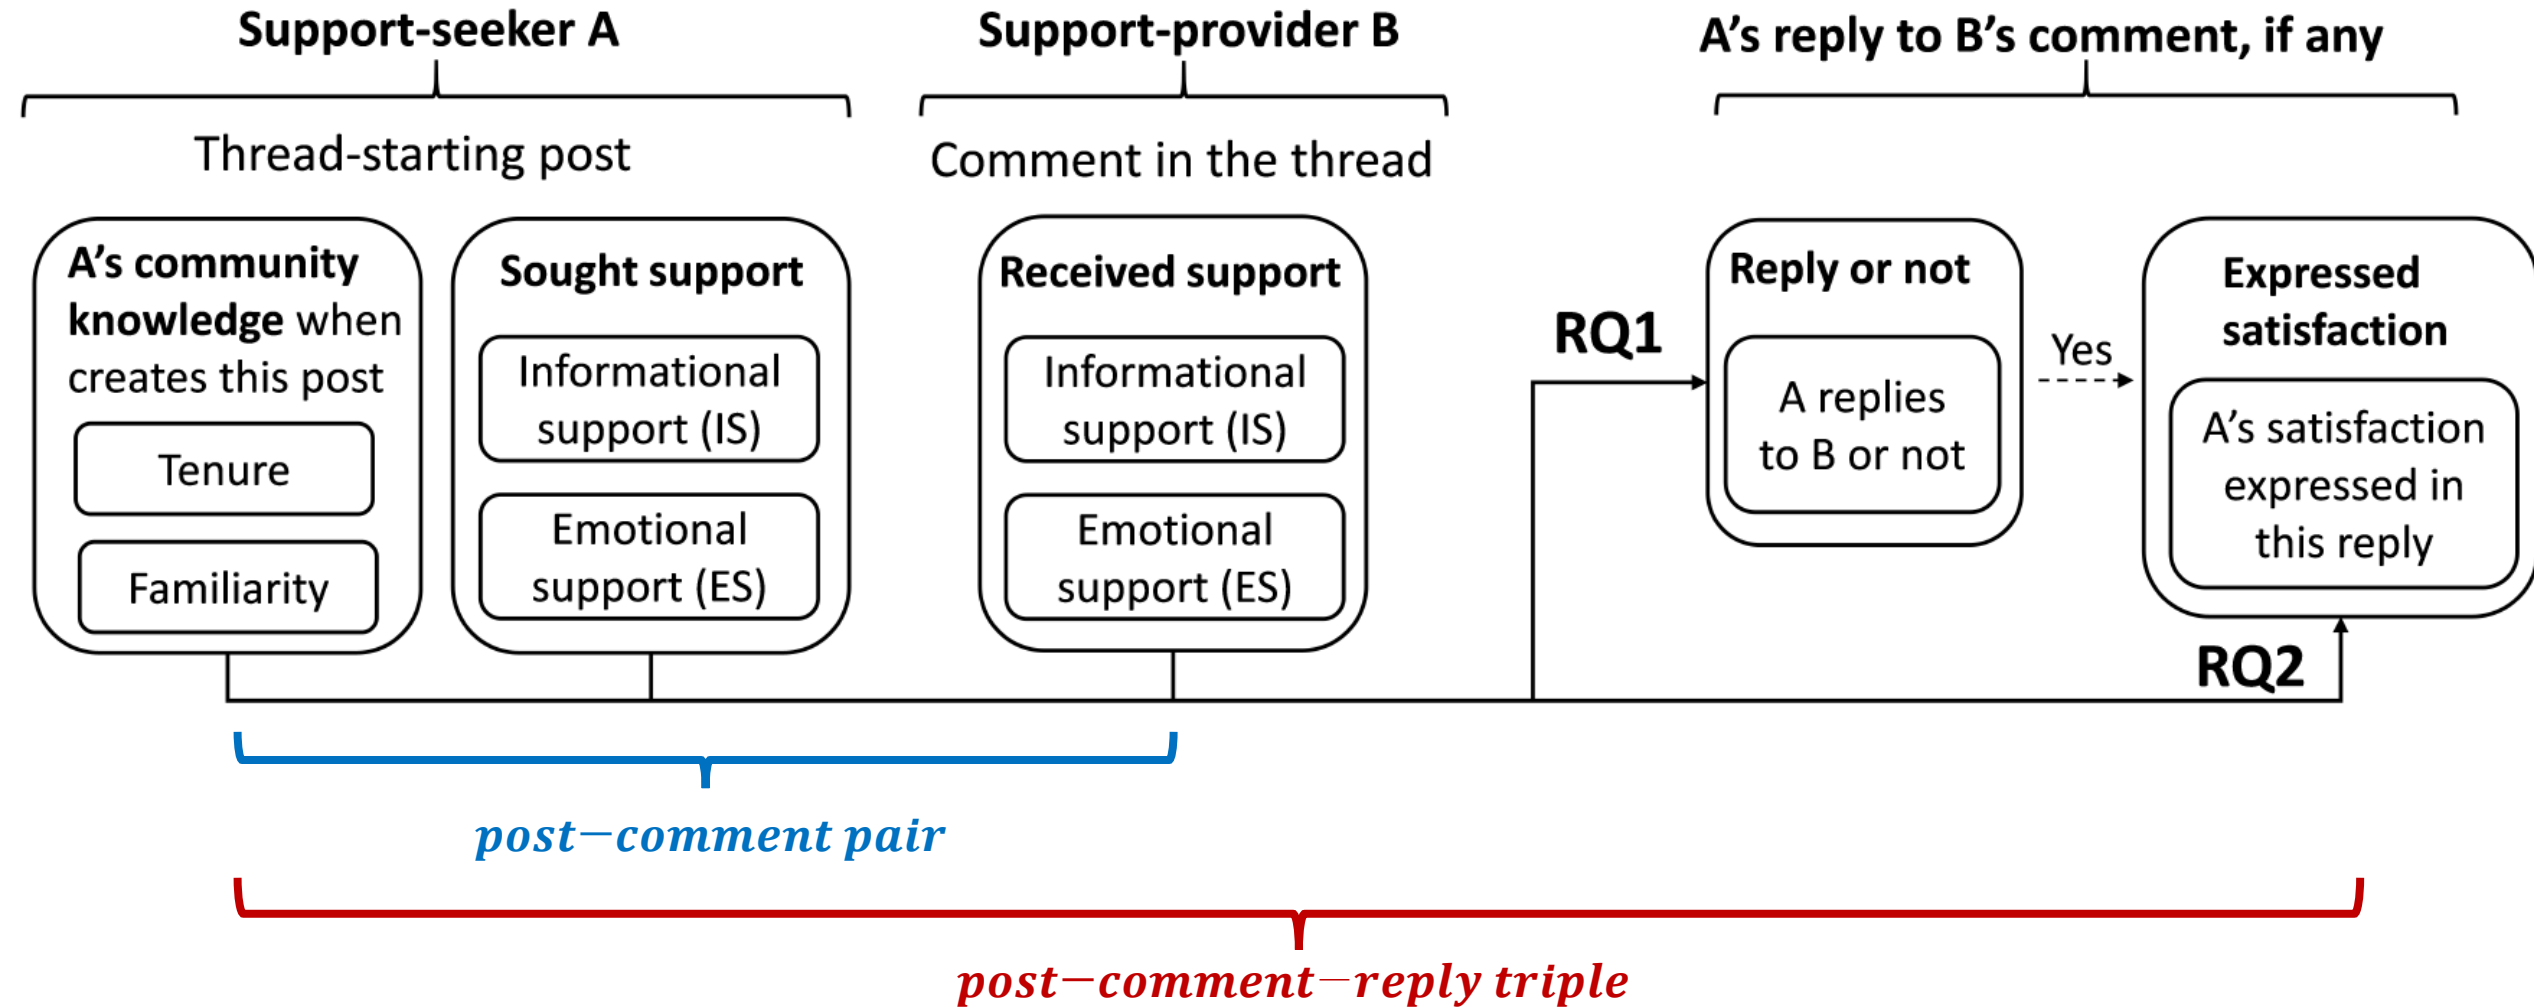 Support-seeker A
Support-provider B
A's reply to B's comment, if any
Thread-starting post
Comment in the thread
A's community
knowledge when
creates this post
Tenure
Familiarity
Sought support
Informational
support (IS)
Emotional
support (ES)
Received support
Informational
support (IS)
Emotional
support (ES)
RQ1
Reply or not
A replies
to B or not
Yes
Expressed
satisfaction
A's satisfaction
expressed in
this reply
RQ2
post−comment pair
post−comment−reply triple